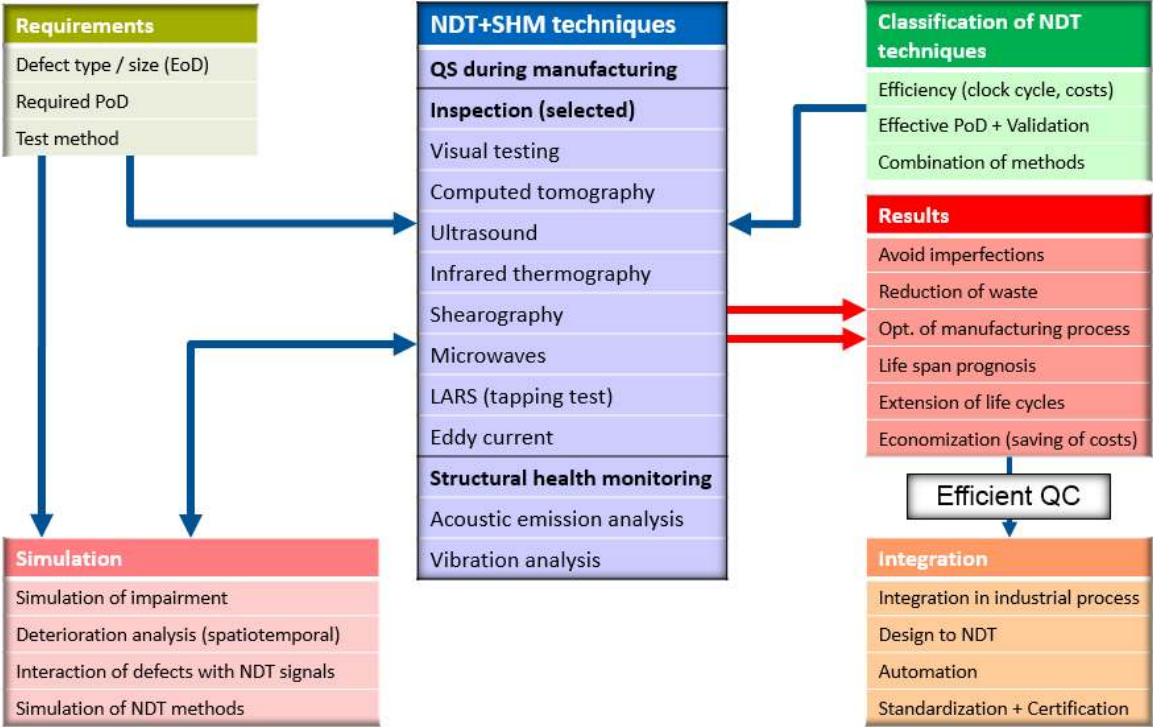 Requirements
Defect type / size (EoD)
Required PoD
Test method
NDT+SHM techniques
QS during manufacturing
Inspection (selected)
Visual testing
Computed tomography
Ultrasound
Infrared thermography
Shearography
Microwaves
LARS (tapping test)
Eddy current
Structural health monitoring
Acoustic emission analysis
Vibration analysis
Classification of NDT
techniques
Efficiency (clock cycle, costs)
Effective PoD + Validation
Combination of methods
Results
Avoid imperfections
Reduction of waste
Opt. of manufacturing process
Life span prognosis
Extension of life cycles
Economization (saving of costs)
Efficient QC
Simulation
Simulation of impairment
Deterioration analysis (spatiotemporal)
Interaction of defects with NDT signals
Simulation of NDT methods
Integration
Integration in industrial process
Design to NDT
Automation
Standardization + Certification